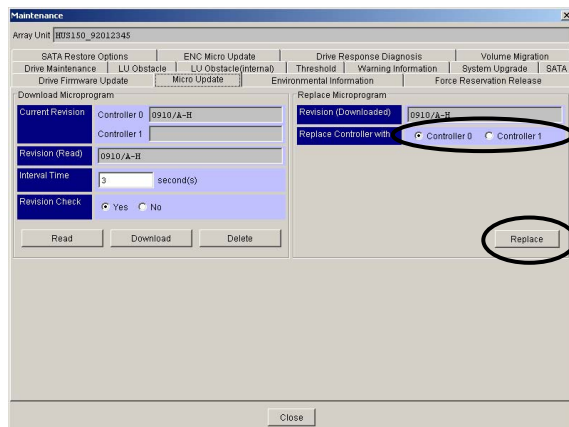 Maintenance
Array Unit HUS150_92012345
SATA Restore Options ENC Micro Update Drive Response Diagnosis Volume Migration
Drive Maintenance LU Obstacle LU Obstacle(internal) Threshold Warning Information System Upgrade SATA
Drive Firmware Update Micro Update Environmental Information Force Reservation Release
Download Microprogram
Current Revision Controller 0 0910/A-H
Controller 1
Revision (Read) 0910/A-H
Interval Time 3 second(s)
Revision Check Yes No
Read Download Delete
Replace Microprogram
Revision (Downloaded) 0910/A-H
Replace Controller with Controller 0 Controller 1
Replace
Close